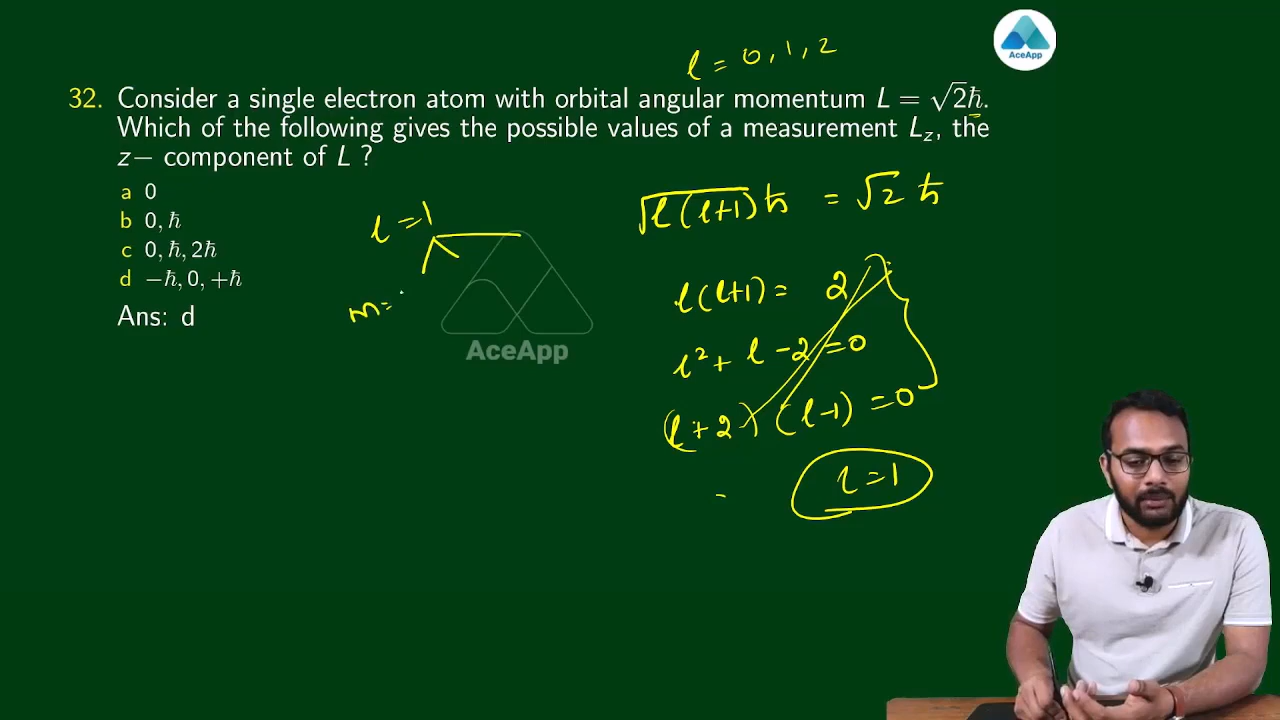 l = 0, 1, 2
AceApp
32. Consider a single electron atom with orbital angular momentum L = √2ħ.
Which of the following gives the possible values of a measurement L_z, the
z− component of L ?
a 0
b 0, ħ
c 0, ħ, 2ħ
d −ħ, 0, +ħ
Ans: d
l = 1
m=
AceApp
√l(l+1) ħ = √2 ħ
l(l+1) = 2
l² + l − 2 = 0
(l+2) (l−1) = 0
= l = 1